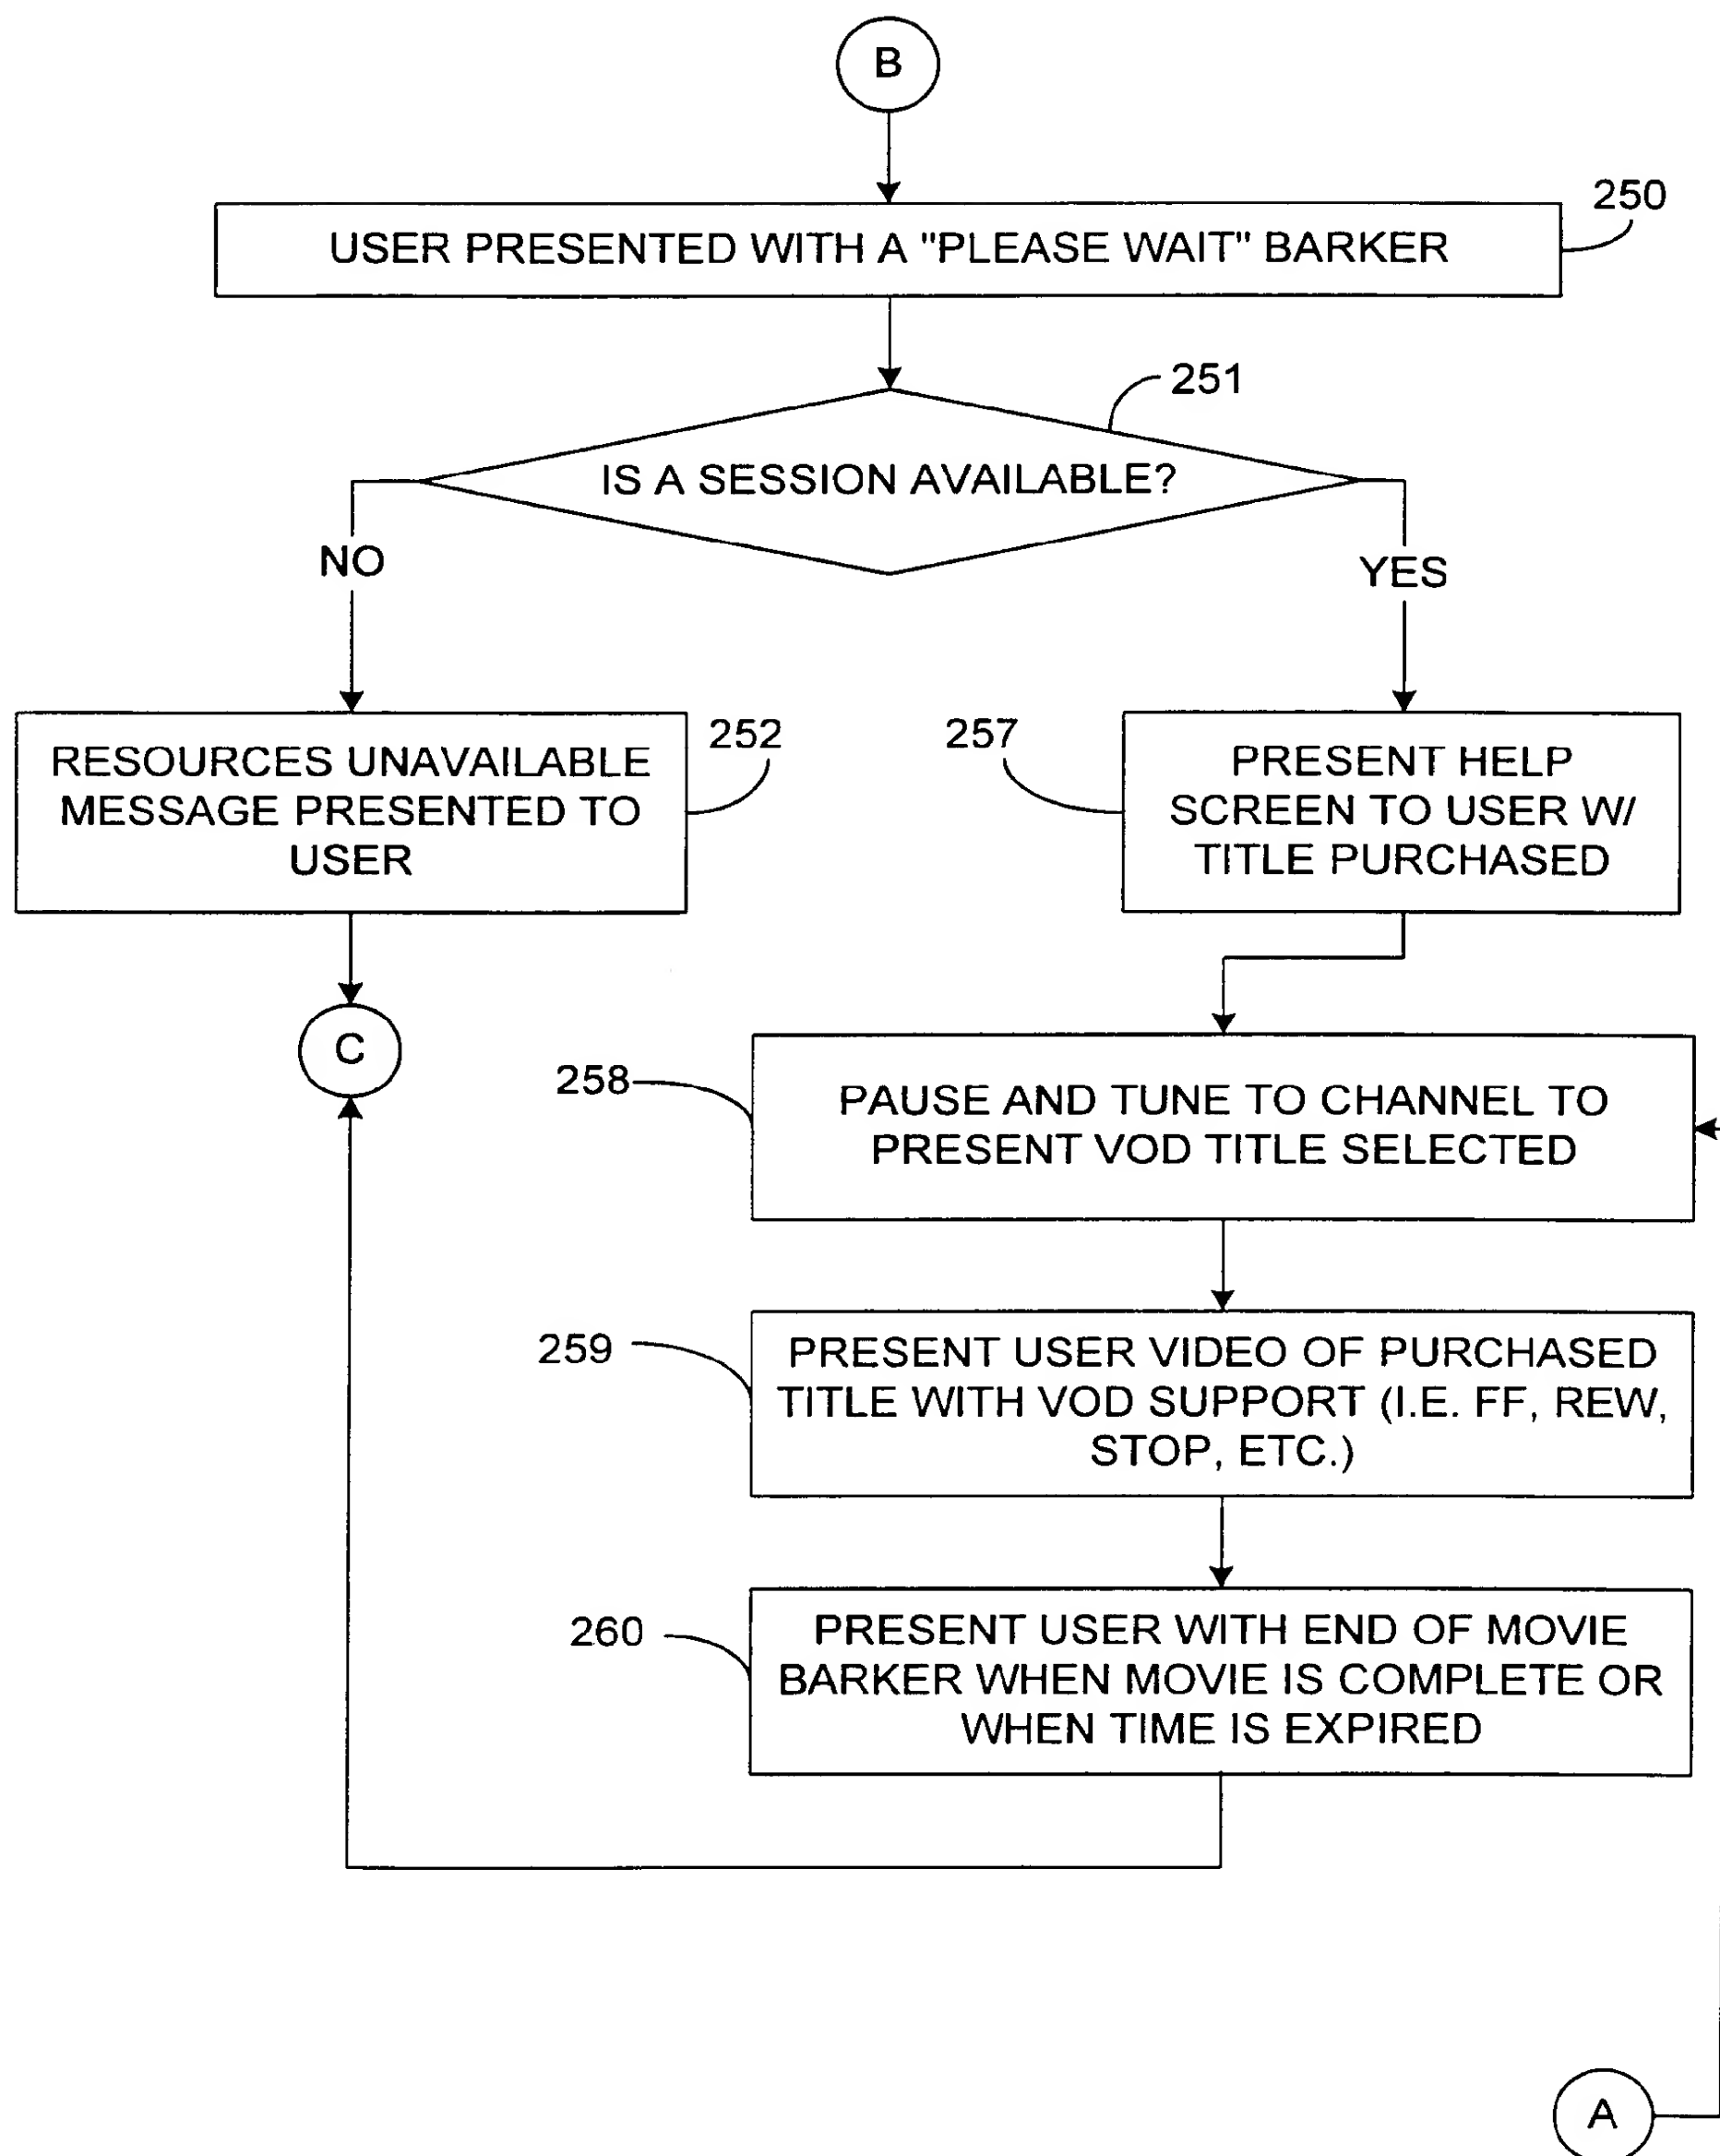 B
250
USER PRESENTED WITH A "PLEASE WAIT" BARKER
251
IS A SESSION AVAILABLE?
NO
YES
252
257
RESOURCES UNAVAILABLE
MESSAGE PRESENTED TO
USER
PRESENT HELP
SCREEN TO USER W/
TITLE PURCHASED
C
258
PAUSE AND TUNE TO CHANNEL TO
PRESENT VOD TITLE SELECTED
259
PRESENT USER VIDEO OF PURCHASED
TITLE WITH VOD SUPPORT (I.E. FF, REW,
STOP, ETC.)
260
PRESENT USER WITH END OF MOVIE
BARKER WHEN MOVIE IS COMPLETE OR
WHEN TIME IS EXPIRED
A